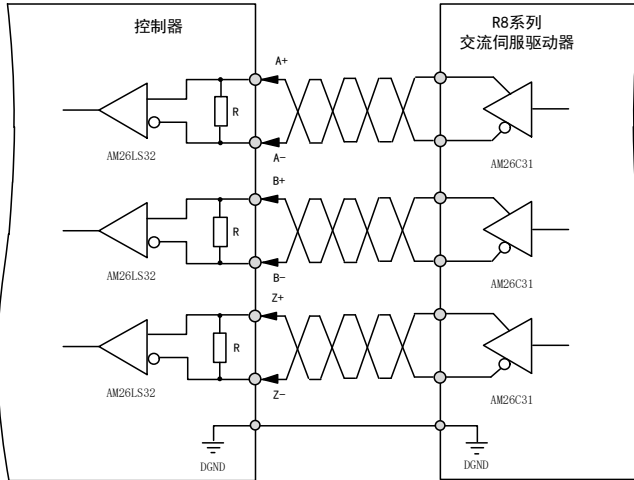 控制器
R8系列
交流伺服驱动器
A+
R
AM26LS32
A-
AM26C31
B+
R
AM26LS32
B-
AM26C31
Z+
R
AM26LS32
Z-
AM26C31
DGND
DGND